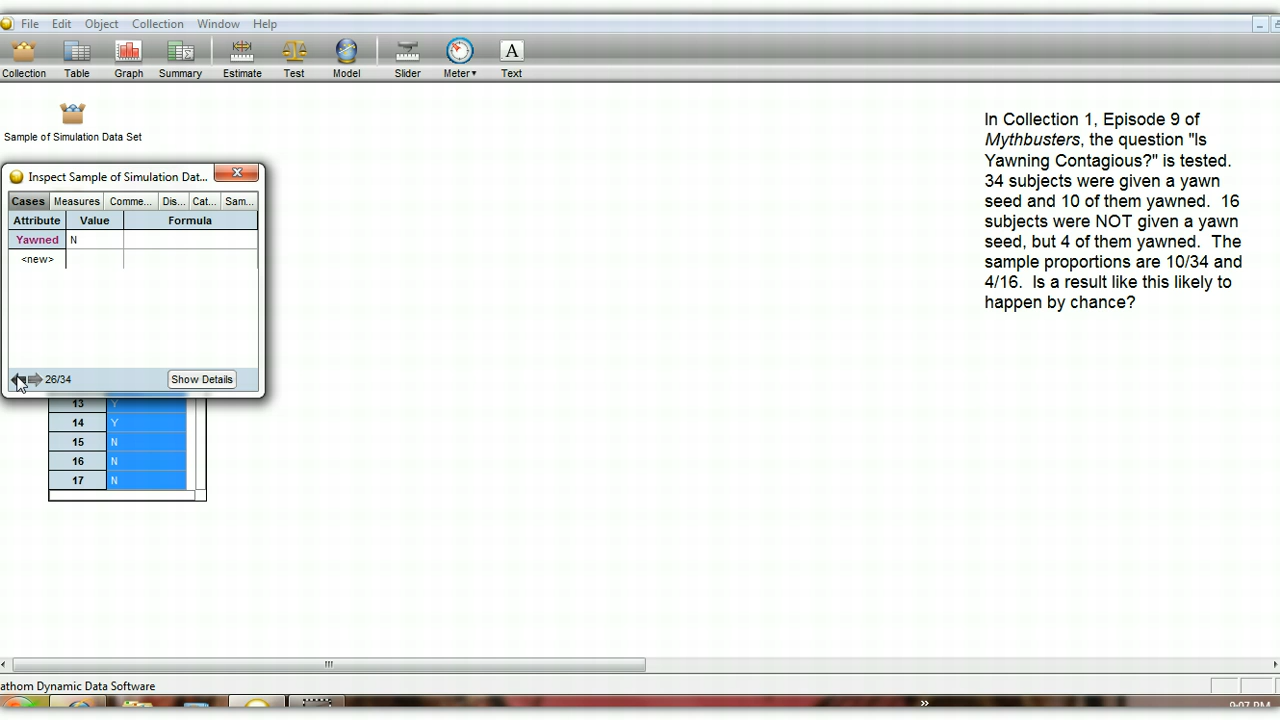 File Edit Object Collection Window Help
Collection Table Graph Summary Estimate Test Model Slider Meter▾ A Text
Sample of Simulation Data Set
Inspect Sample of Simulation Dat...
Cases Measures Comme... Dis... Cat... Sam...
Attribute Value Formula
Yawned N
<new>
26/34 Show Details
13 Y
14 Y
15 N
16 N
17 N
In Collection 1, Episode 9 of
Mythbusters, the question "Is
Yawning Contagious?" is tested.
34 subjects were given a yawn
seed and 10 of them yawned. 16
subjects were NOT given a yawn
seed, but 4 of them yawned. The
sample proportions are 10/34 and
4/16. Is a result like this likely to
happen by chance?
athom Dynamic Data Software
9:07 PM